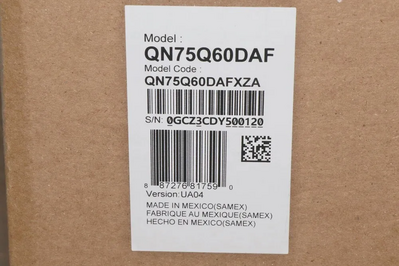 Model :
QN75Q60DAF
Model Code :
QN75Q60DAFXZA
S/N: 0GCZ3CDY500120
8 87276 81759 0
Version:UA04
MADE IN MEXICO(SAMEX)
FABRIQUE AU MEXIQUE(SAMEX)
HECHO EN MEXICO(SAMEX)